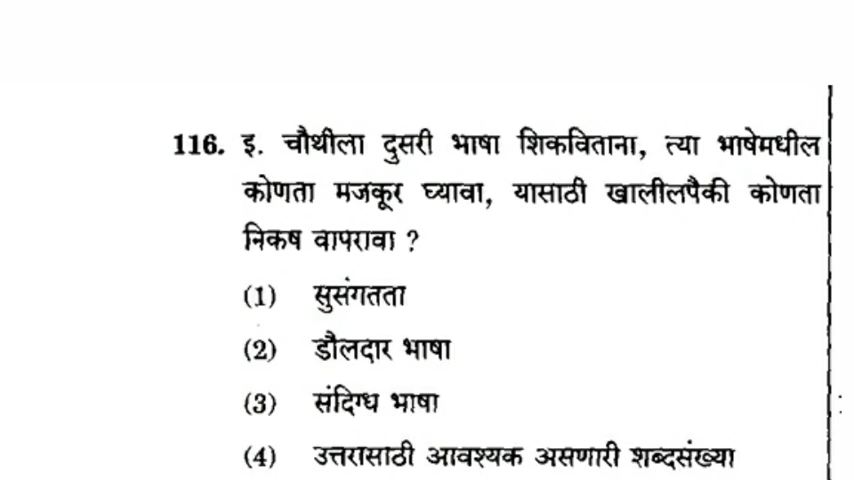 116. इ. चौथीला दुसरी भाषा शिकविताना, त्या भाषेमधील
कोणता मजकूर घ्यावा, यासाठी खालीलपैकी कोणता
निकष वापरावा ?
(1) सुसंगतता
(2) डौलदार भाषा
(3) संदिग्ध भाषा
(4) उत्तरासाठी आवश्यक असणारी शब्दसंख्या